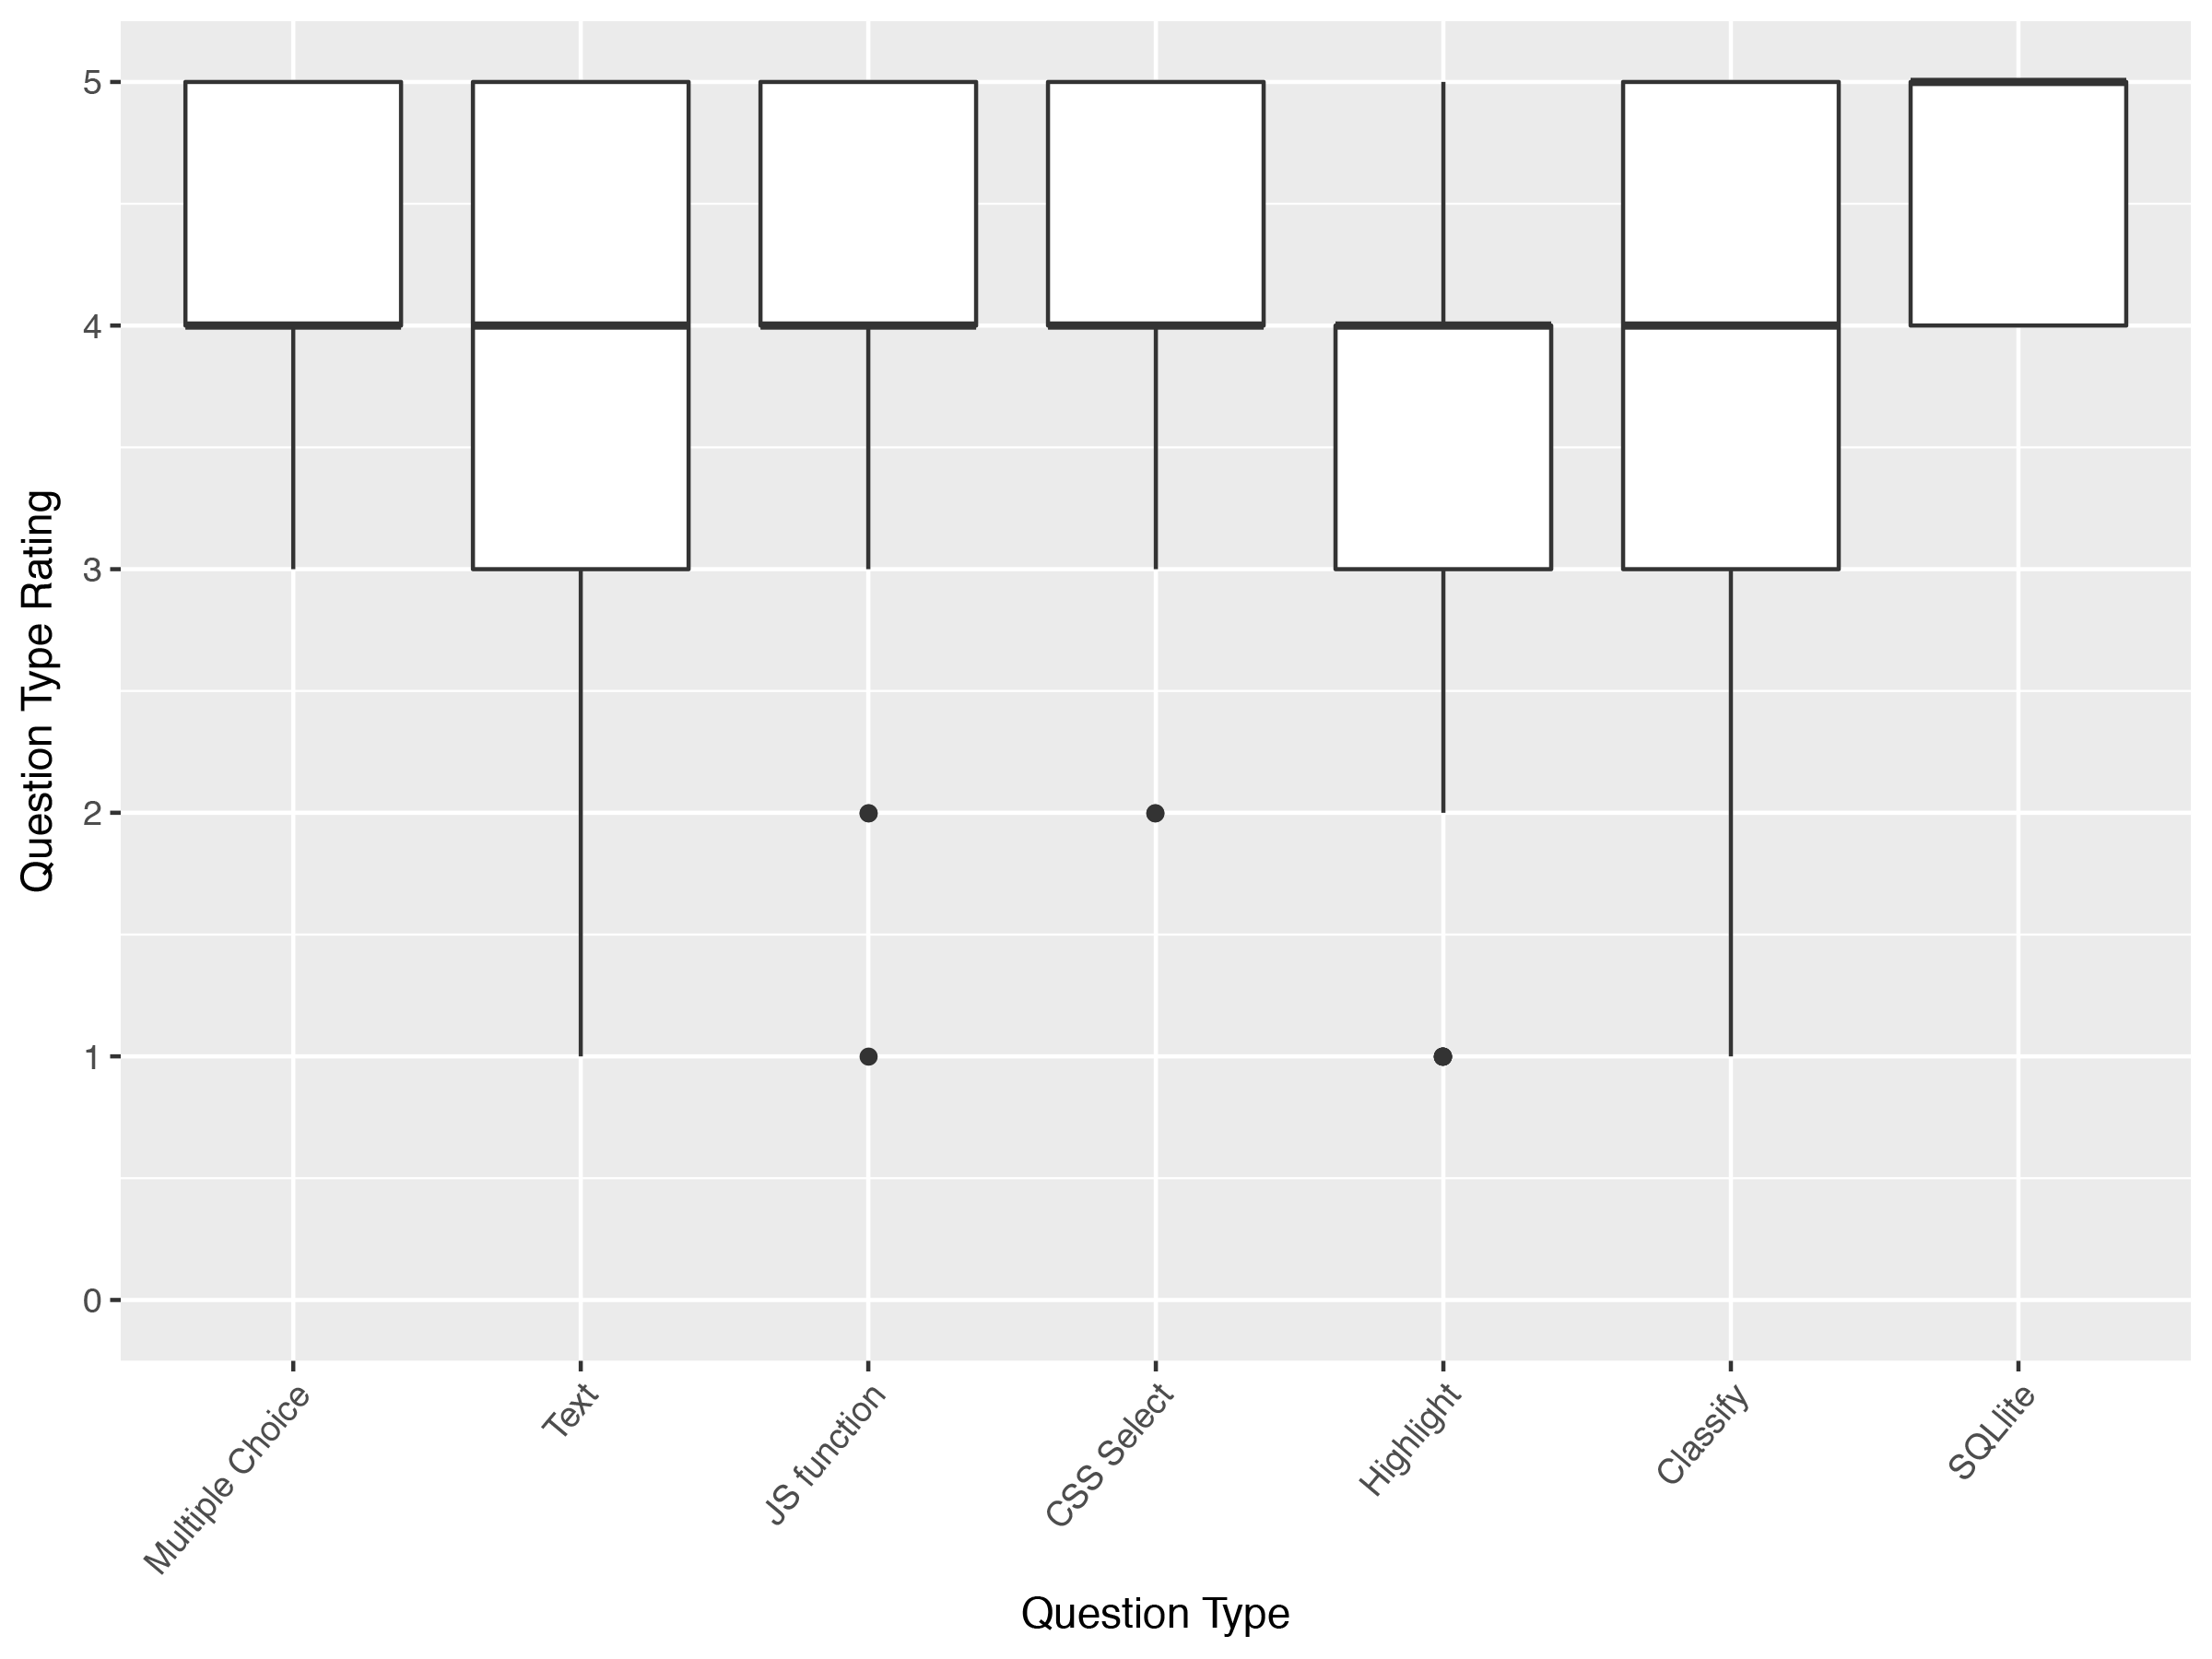 Question Type Rating
5
4
3
2
1
0
Multiple Choice
Text
JS function
CSS Select
Highlight
Classify
SQLlite
Question Type